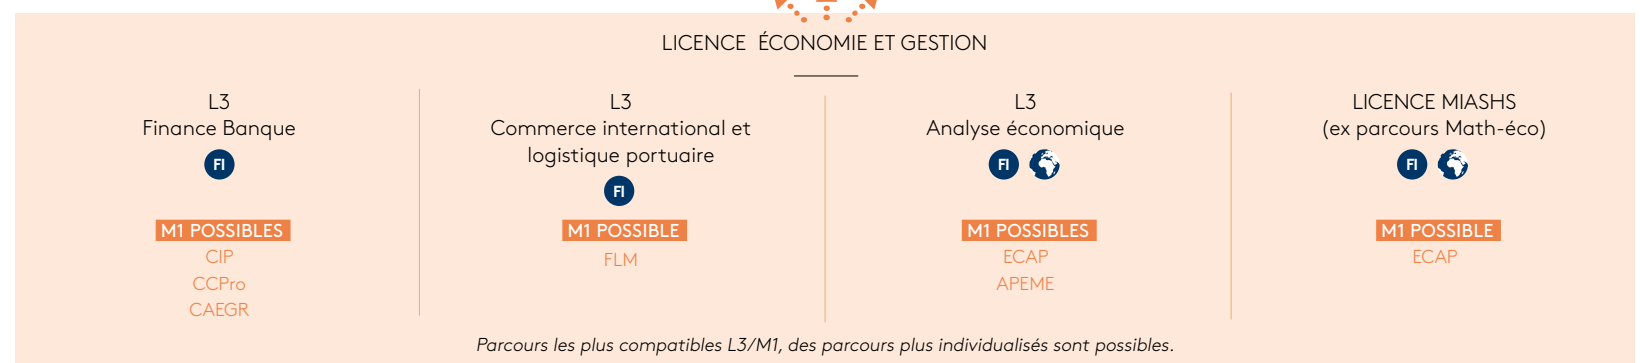 LICENCE ÉCONOMIE ET GESTION
L3
Finance Banque
FI
M1 POSSIBLES
CIP
CCPro
CAEGR
L3
Commerce international et
logistique portuaire
FI
M1 POSSIBLE
FLM
L3
Analyse économique
FI
M1 POSSIBLES
ECAP
APEME
LICENCE MIASHS
(ex parcours Math-éco)
FI
M1 POSSIBLE
ECAP
Parcours les plus compatibles L3/M1, des parcours plus individualisés sont possibles.